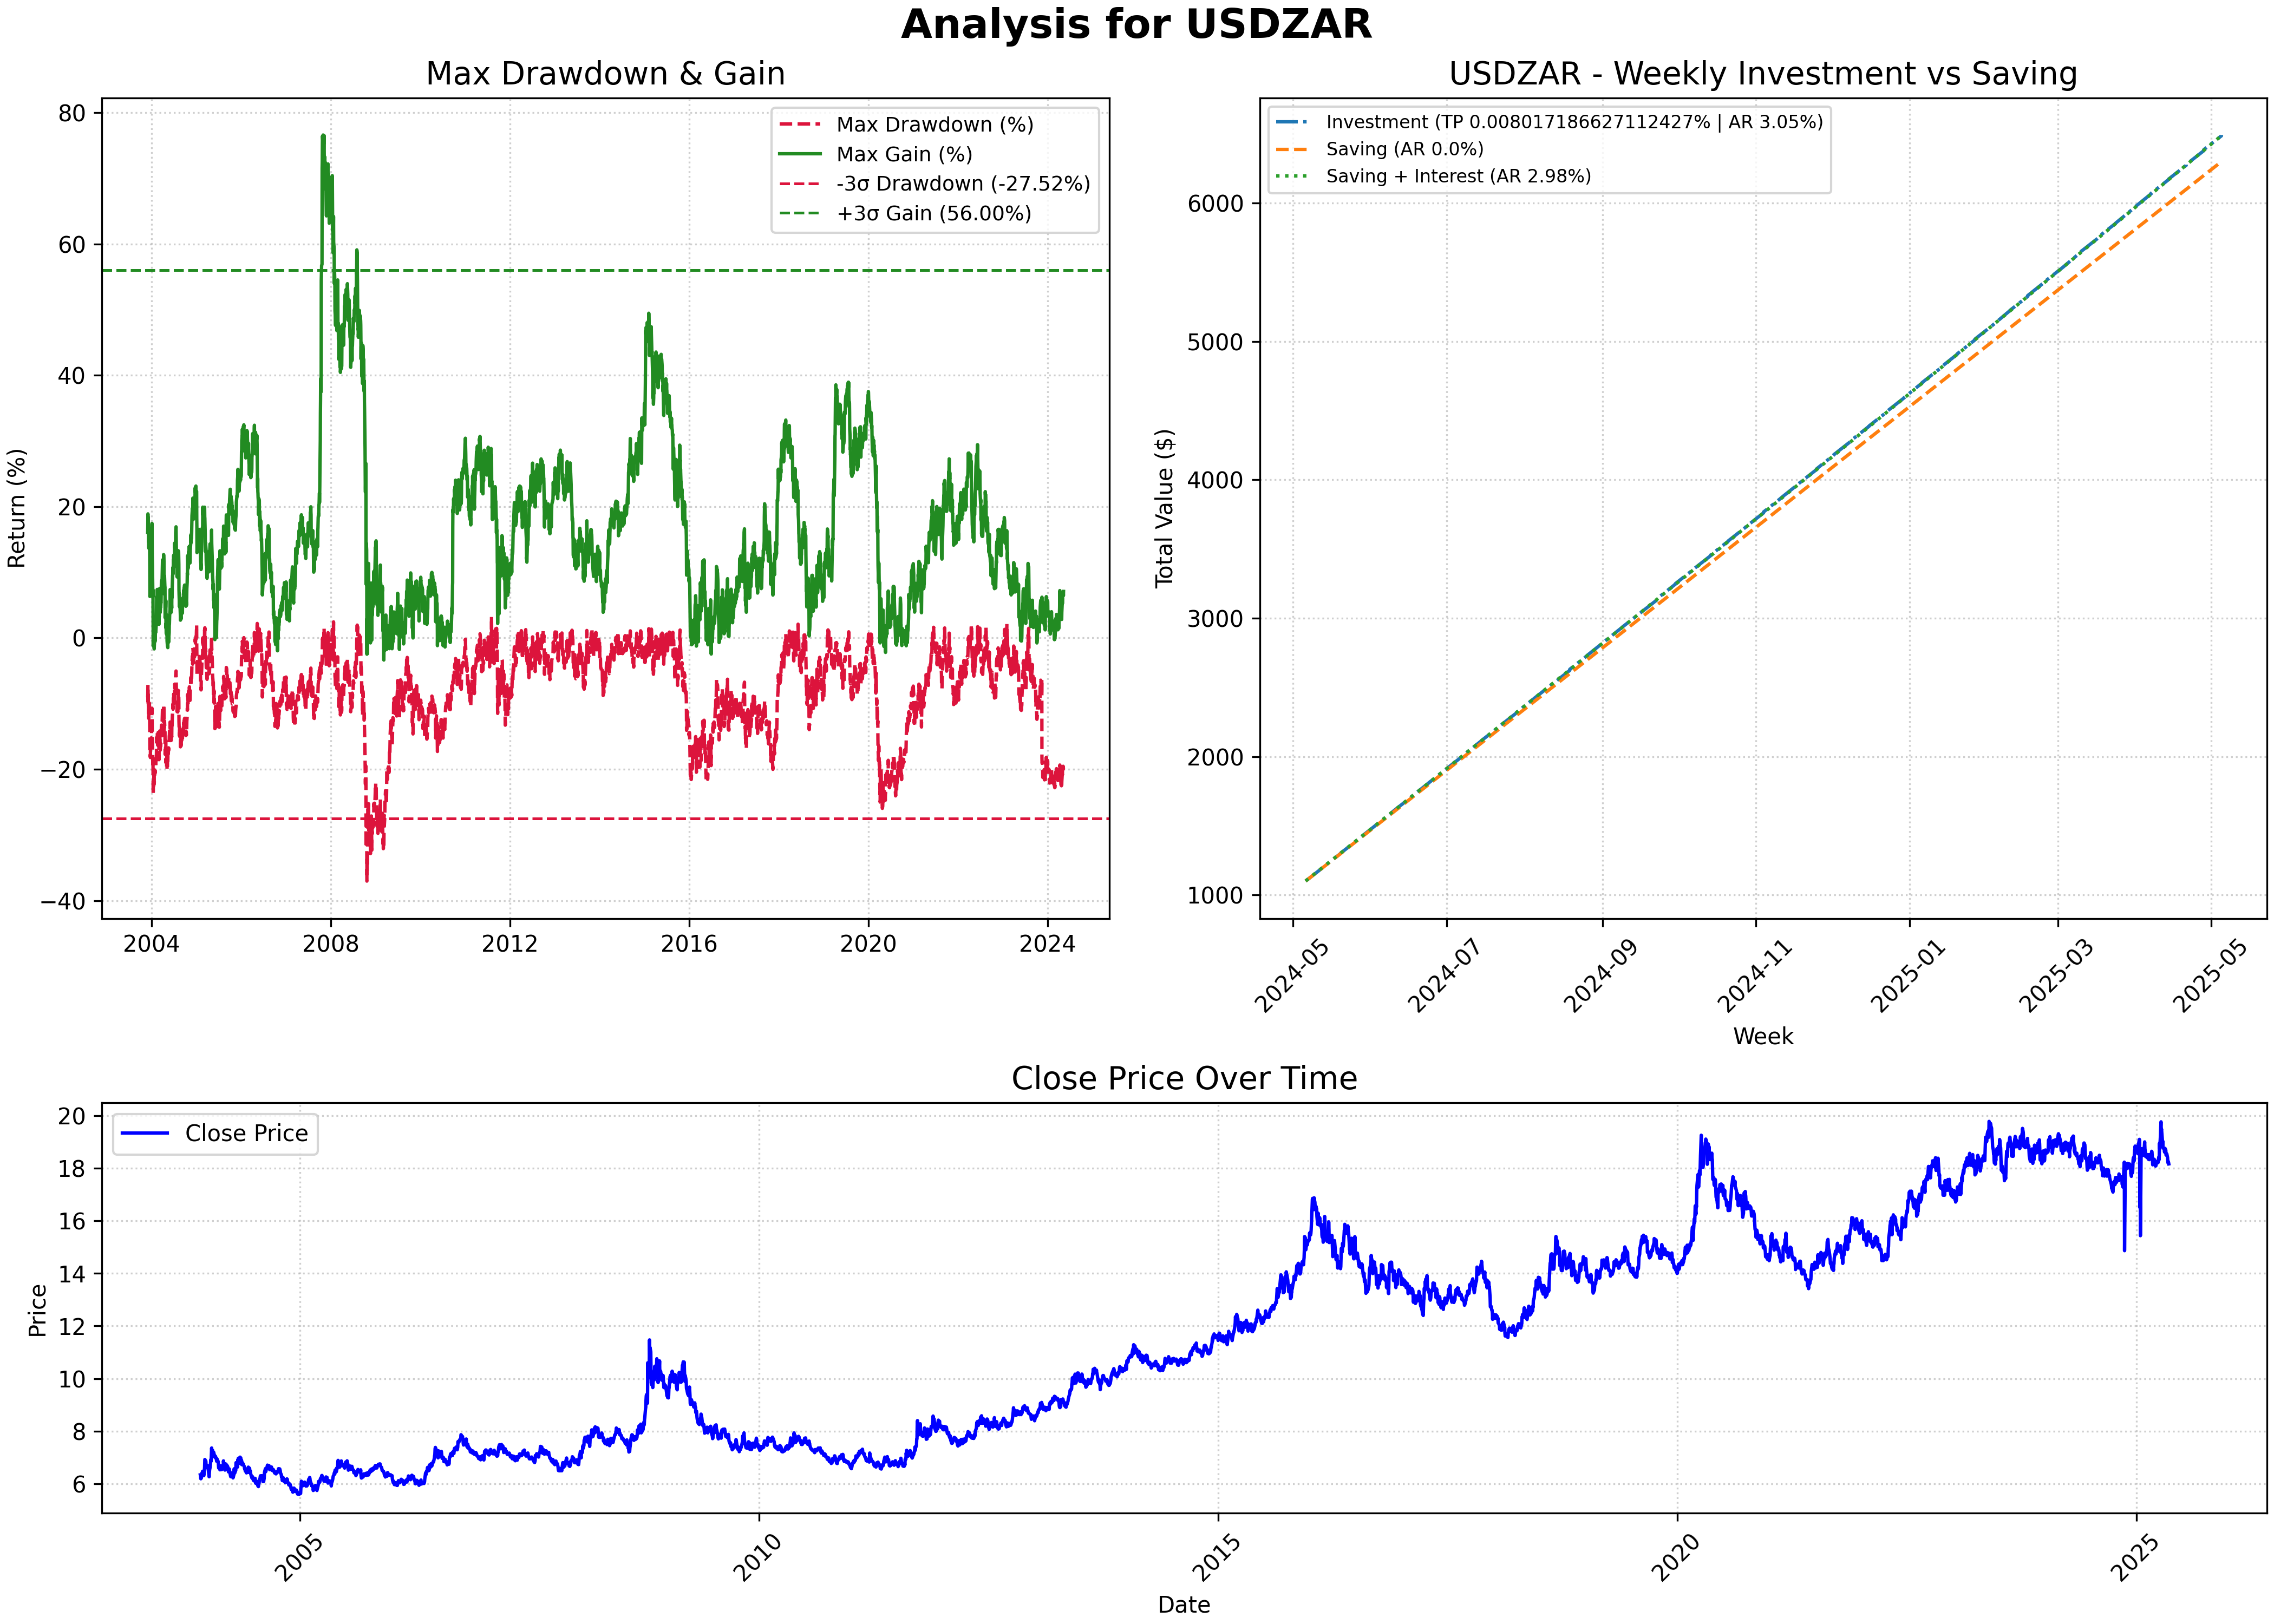 Analysis for USDZAR
Max Drawdown & Gain
Return (%)
80
60
40
20
0
−20
−40
2004
2008
2012
2016
2020
2024
Max Drawdown (%)
Max Gain (%)
-3σ Drawdown (-27.52%)
+3σ Gain (56.00%)
USDZAR - Weekly Investment vs Saving
Total Value ($)
6000
5000
4000
3000
2000
1000
2024-05
2024-07
2024-09
2024-11
2025-01
2025-03
2025-05
Week
Investment (TP 0.008017186627112427% | AR 3.05%)
Saving (AR 0.0%)
Saving + Interest (AR 2.98%)
Close Price Over Time
Price
20
18
16
14
12
10
8
6
2005
2010
2015
2020
2025
Date
Close Price